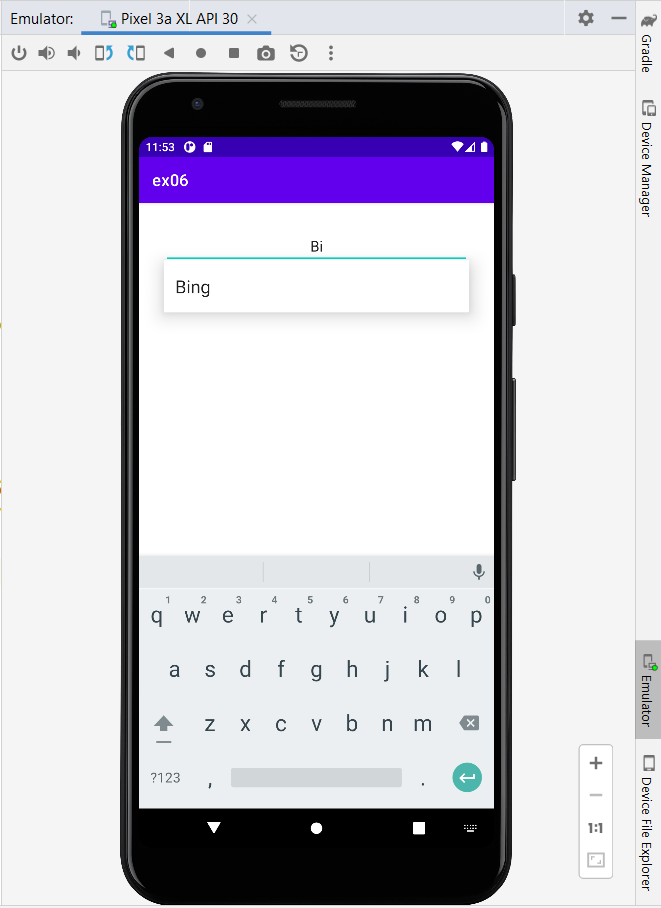 Emulator: Pixel 3a XL API 30
11:53
ex06
Bi
Bing
1 2 3 4 5 6 7 8 9 0
q w e r t y u i o p
a s d f g h j k l
z x c v b n m
?123 , .
1:1
Gradle
Device Manager
Emulator
Device File Explorer